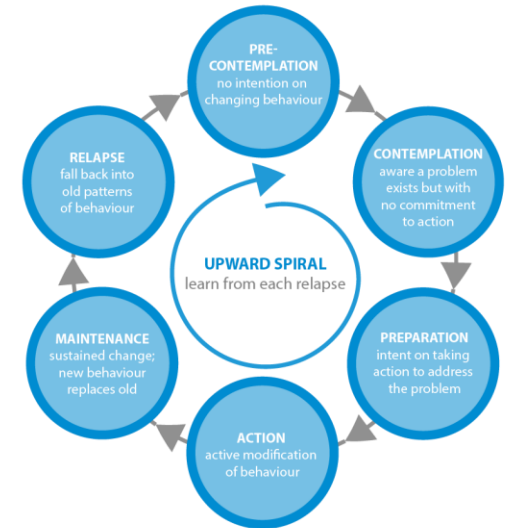 PRE-
CONTEMPLATION
no intention on
changing behaviour
CONTEMPLATION
aware a problem
exists but with
no commitment
to action
PREPARATION
intent on taking
action to address
the problem
ACTION
active modification
of behaviour
MAINTENANCE
sustained change;
new behaviour
replaces old
RELAPSE
fall back into
old patterns
of behaviour
UPWARD SPIRAL
learn from each relapse